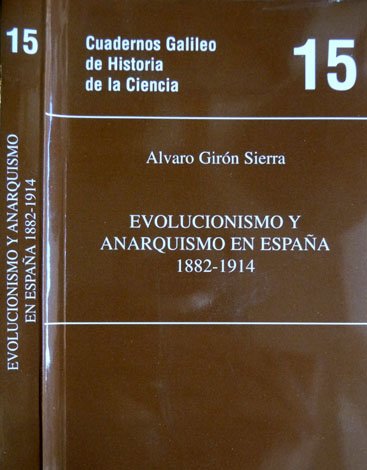 15
EVOLUCIONISMO Y ANARQUISMO
EN ESPAÑA 1882-1914
Cuadernos Galileo
de Historia
de la Ciencia
15
Alvaro Girón Sierra
EVOLUCIONISMO Y
ANARQUISMO EN ESPAÑA
1882-1914